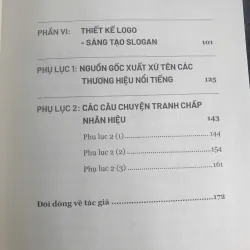 PHẦN VI: THIẾT KẾ LOGO
- SÁNG TẠO SLOGAN 101
PHỤ LỤC 1: NGUỒN GỐC XUẤT XỨ TÊN CÁC
THƯƠNG HIỆU NỔI TIẾNG 125
PHỤ LỤC 2: CÁC CÂU CHUYỆN TRANH CHẤP
NHÃN HIỆU 143
Phụ lục 2 (1) 144
Phụ lục 2 (2) 154
Phụ lục 2 (3) 161
Đôi dòng về tác giả 172